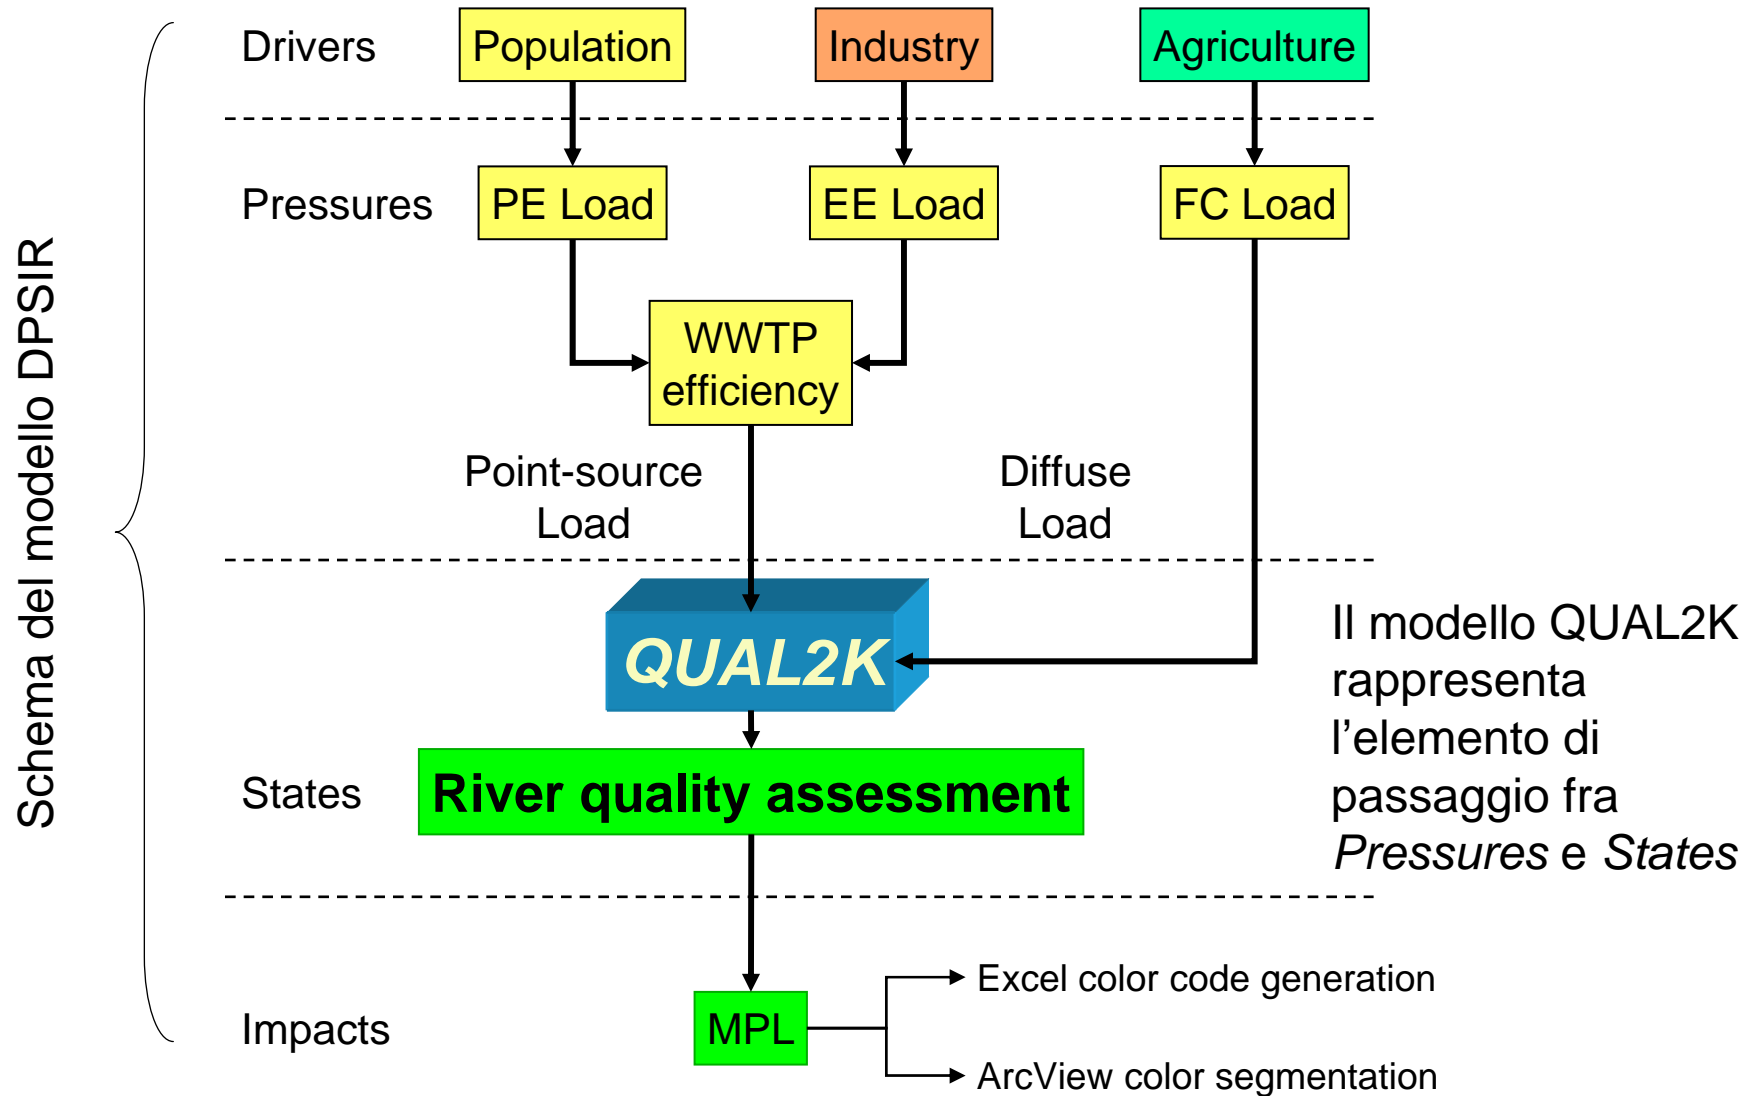 Schema del modello DPSIR
Drivers
Population
Industry
Agriculture
Pressures
PE Load
EE Load
FC Load
WWTP
efficiency
Point-source
Load
Diffuse
Load
QUAL2K
Il modello QUAL2K
rappresenta
l'elemento di
passaggio fra
Pressures e States
States
River quality assessment
Impacts
MPL
Excel color code generation
ArcView color segmentation